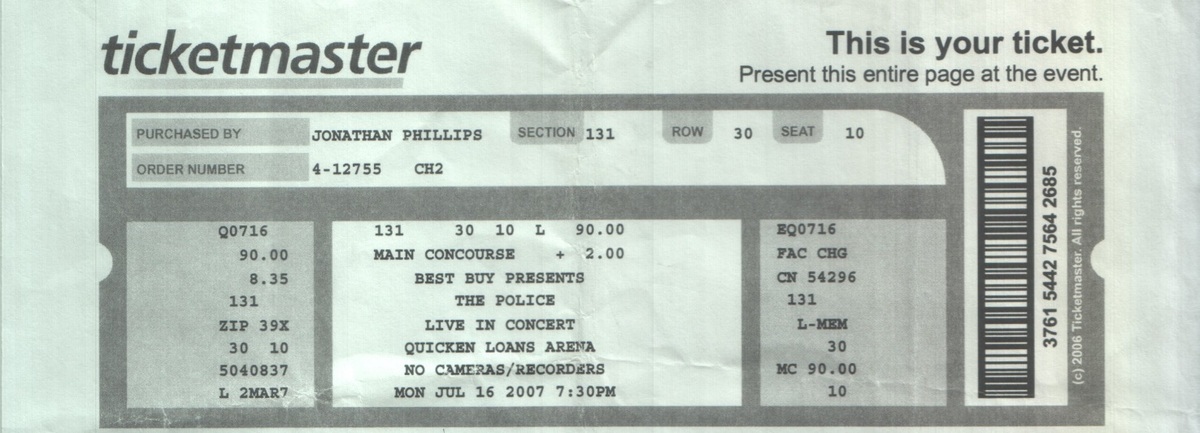 ticketmaster
This is your ticket.
Present this entire page at the event.
PURCHASED BY JONATHAN PHILLIPS SECTION 131 ROW 30 SEAT 10
ORDER NUMBER 4-12755 CH2
Q0716
90.00
8.35
131
ZIP 39X
30 10
5040837
L 2MAR7
131 30 10 L 90.00
MAIN CONCOURSE + 2.00
BEST BUY PRESENTS
THE POLICE
LIVE IN CONCERT
QUICKEN LOANS ARENA
NO CAMERAS/RECORDERS
MON JUL 16 2007 7:30PM
EQ0716
FAC CHG
CN 54296
131
L-MEM
30
MC 90.00
10
3761 5442 7564 2685
(c) 2006 Ticketmaster. All rights reserved.